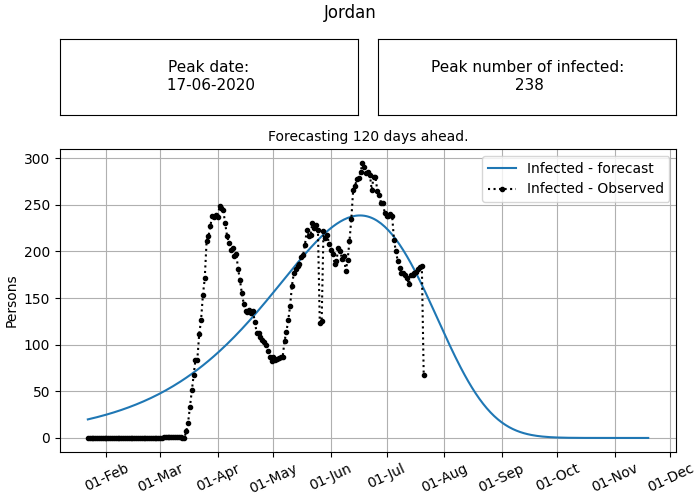 Jordan
Peak date:
17-06-2020
Peak number of infected:
238
Forecasting 120 days ahead.
Infected - forecast
Infected - Observed
Persons
300
250
200
150
100
50
0
01-Feb
01-Mar
01-Apr
01-May
01-Jun
01-Jul
01-Aug
01-Sep
01-Oct
01-Nov
01-Dec